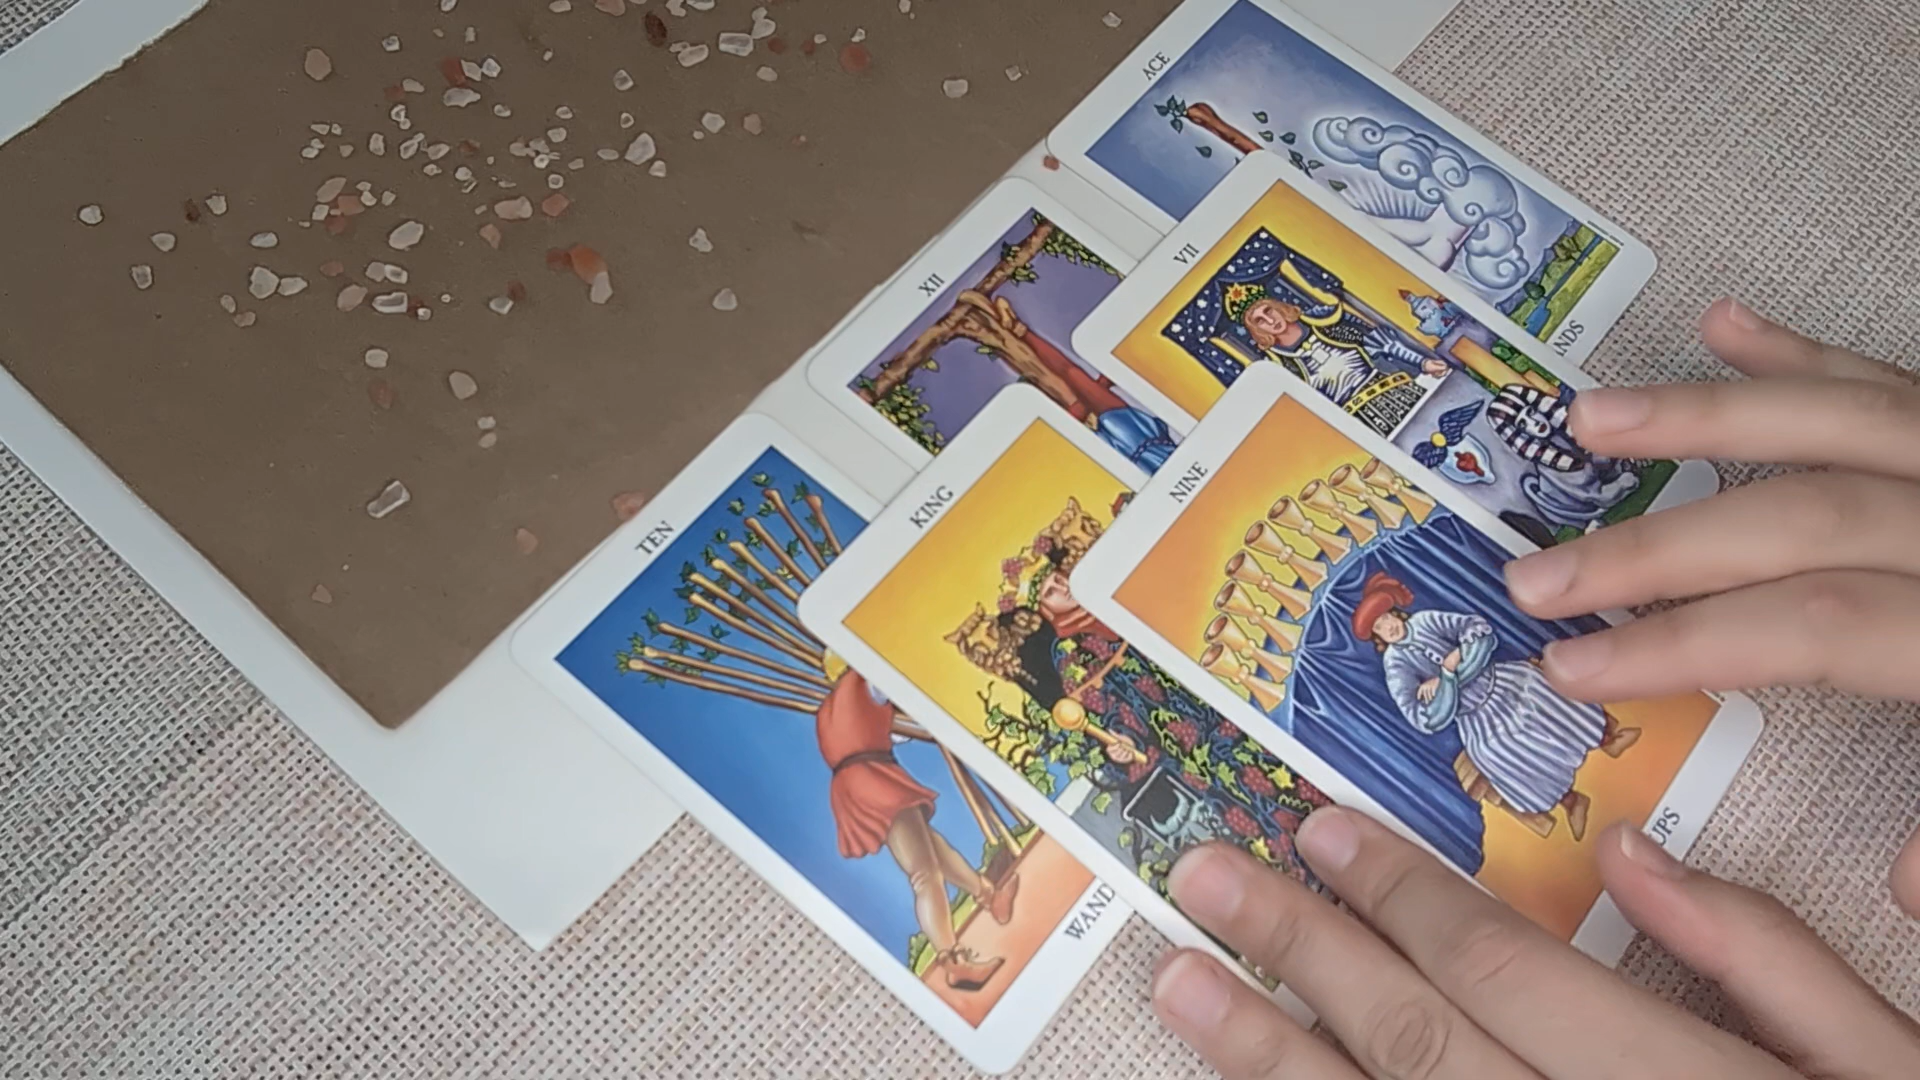 ACE
NDS
VII
XII
NINE
UPS
KING
TEN
WAND